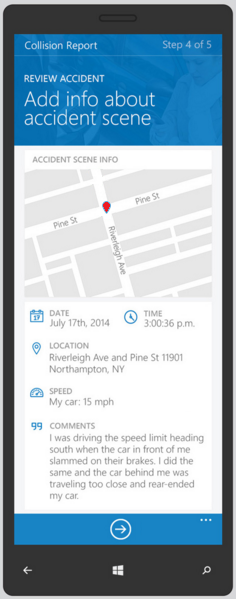 Collision Report Step 4 of 5
REVIEW ACCIDENT
Add info about
accident scene
ACCIDENT SCENE INFO
Pine St
Pine St
Riverleigh Ave
DATE
July 17th, 2014
TIME
3:00:36 p.m.
LOCATION
Riverleigh Ave and Pine St 11901
Northampton, NY
SPEED
My car: 15 mph
COMMENTS
I was driving the speed limit heading
south when the car in front of me
slammed on their brakes. I did the
same and the car behind me was
traveling too close and rear-ended
my car.